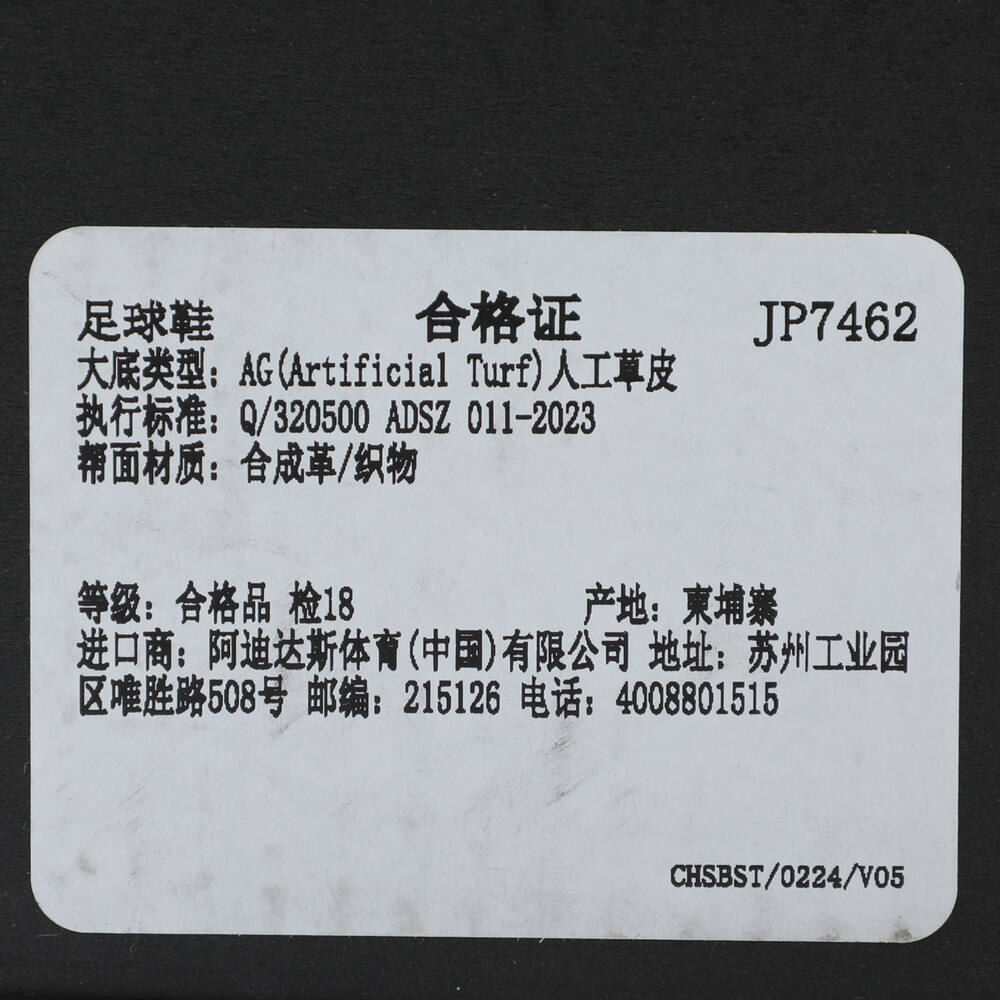 足球鞋 合格证 JP7462
大底类型: AG(Artificial Turf)人工草皮
执行标准: Q/320500 ADSZ 011-2023
帮面材质: 合成革/织物
等级: 合格品 检18 产地: 柬埔寨
进口商: 阿迪达斯体育(中国)有限公司 地址: 苏州工业园
区唯胜路508号 邮编: 215126 电话: 4008801515
CHSBST/0224/V05